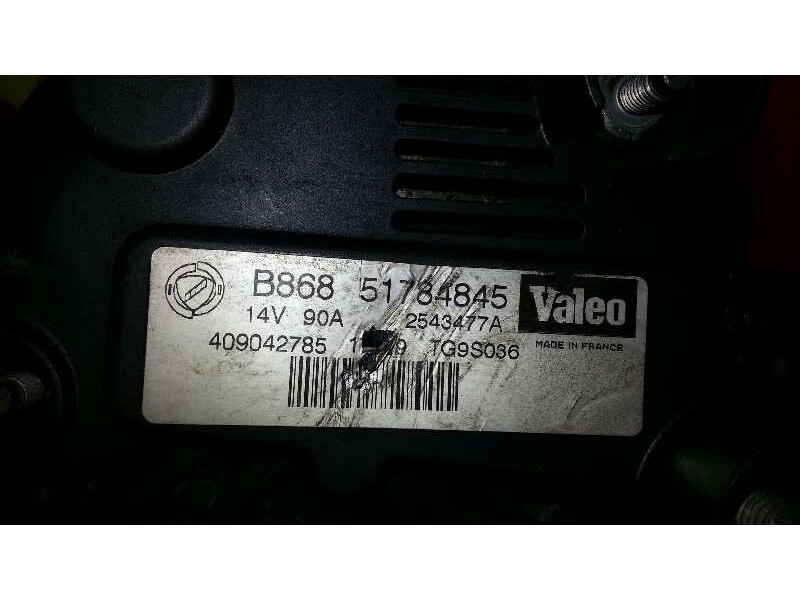 B868 51784845 Valeo
14V 90A 2543477A
409042785 TG9S036 MADE IN FRANCE